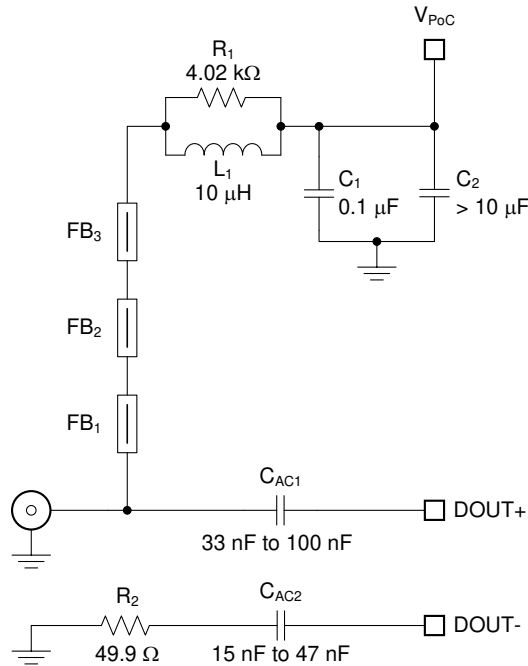 V_PoC
R_1
4.02 kΩ
L_1
10 μH
C_1
0.1 μF
C_2
> 10 μF
FB_3
FB_2
FB_1
C_AC1
33 nF to 100 nF
DOUT+
R_2
49.9 Ω
C_AC2
15 nF to 47 nF
DOUT-